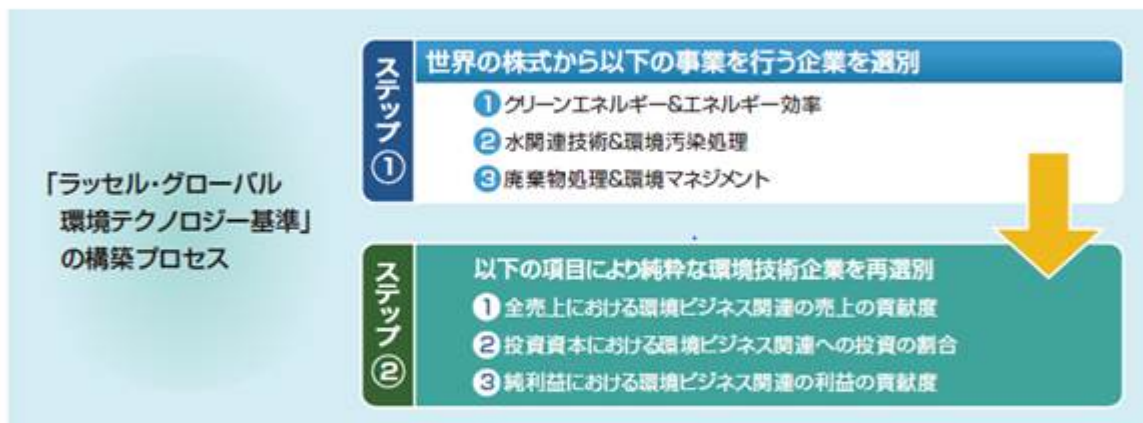 「ラッセル・グローバル
環境テクノロジー基準」
の構築プロセス
ステップ①
世界の株式から以下の事業を行う企業を選別
①グリーンエネルギー&エネルギー効率
②水関連技術&環境汚染処理
③廃棄物処理&環境マネジメント
ステップ②
以下の項目により純粋な環境技術企業を再選別
①全売上における環境ビジネス関連の売上の貢献度
②投資資本における環境ビジネス関連への投資の割合
③純利益における環境ビジネス関連の利益の貢献度